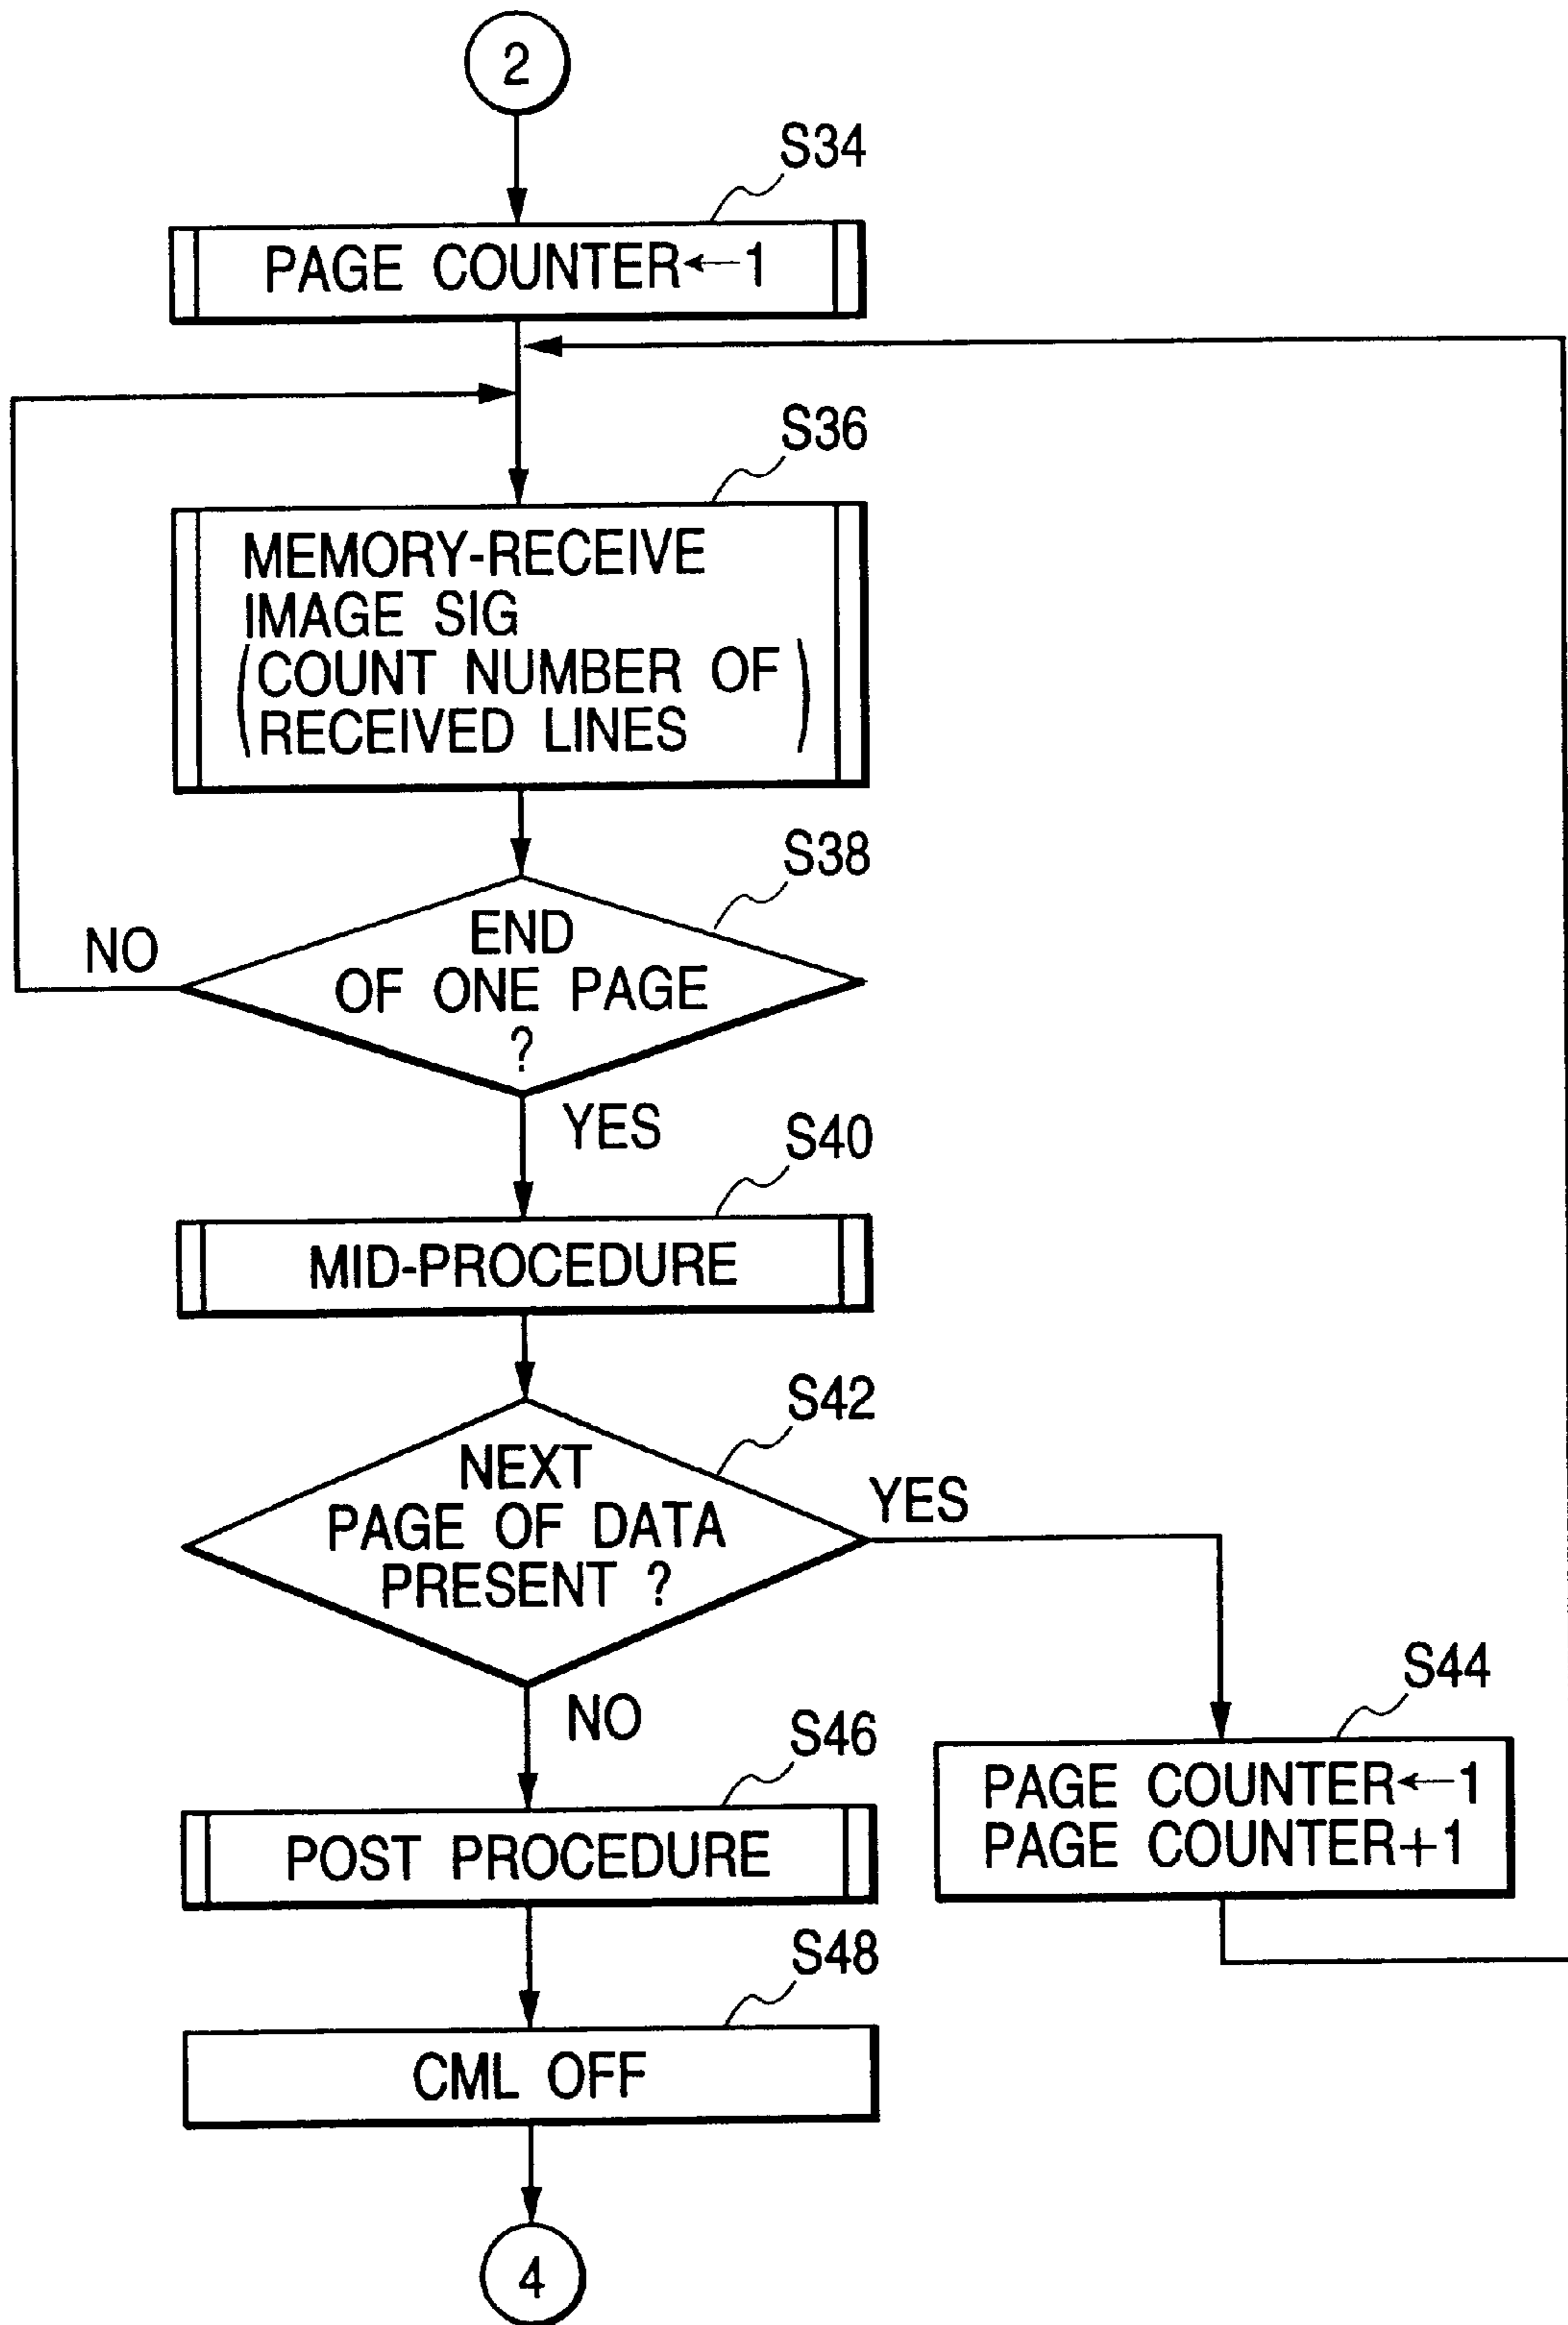 2
S34
PAGE COUNTER←1
S36
MEMORY-RECEIVE
IMAGE SIG
(COUNT NUMBER OF
RECEIVED LINES)
S38
END
OF ONE PAGE
?
NO
YES
S40
MID-PROCEDURE
S42
NEXT
PAGE OF DATA
PRESENT ?
YES
NO
S44
PAGE COUNTER←1
PAGE COUNTER+1
S46
POST PROCEDURE
S48
CML OFF
4